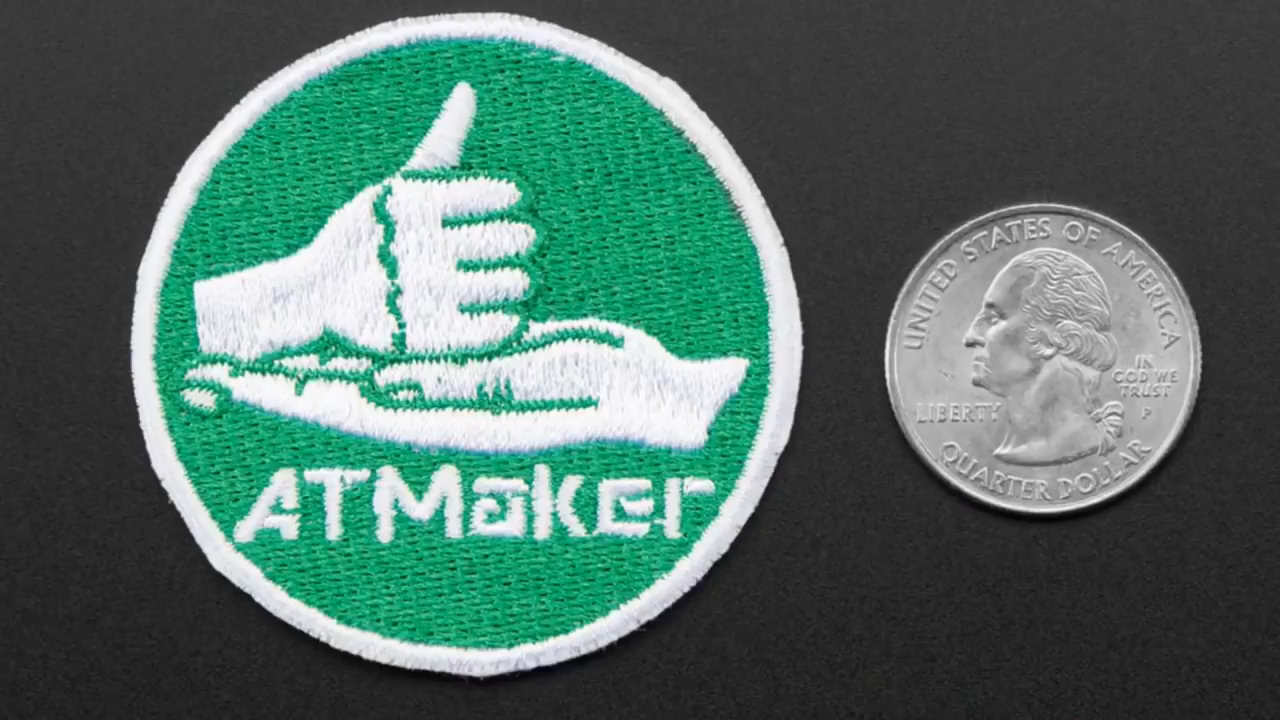 ATMaker
UNITED STATES OF AMERICA
IN
GOD WE
TRUST
LIBERTY
P
QUARTER DOLLAR